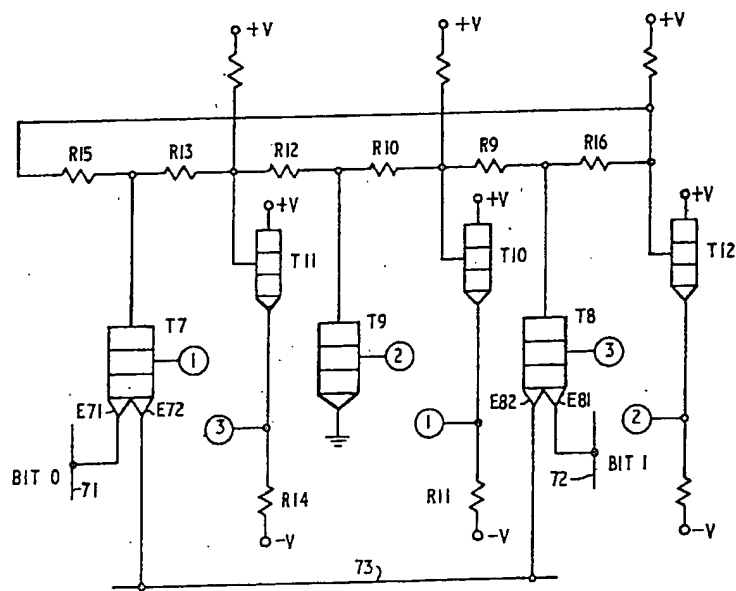 +V +V +V
R15 R13 R12 R10 R9 R16
+V +V +V
T11 T10 T12
T7 T9 T8
1 2 3
E71 E72 E82 E81
3 1 2
BIT 0 71 72 BIT 1
R14 R11
-V -V -V
73